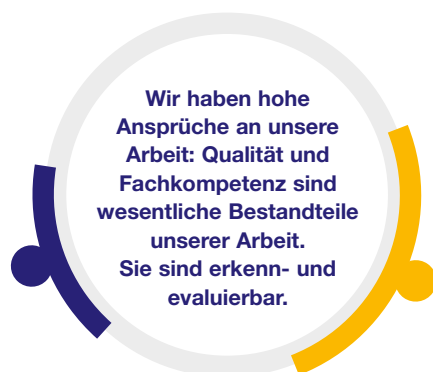 Wir haben hohe
Ansprüche an unsere
Arbeit: Qualität und
Fachkompetenz sind
wesentliche Bestandteile
unserer Arbeit.
Sie sind erkenn- und
evaluierbar.